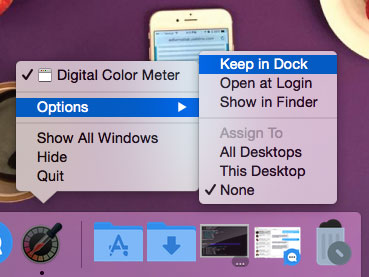 ✓ Digital Color Meter
Options ▶
Show All Windows
Hide
Quit
Keep in Dock
Open at Login
Show in Finder
Assign To
All Desktops
This Desktop
✓ None